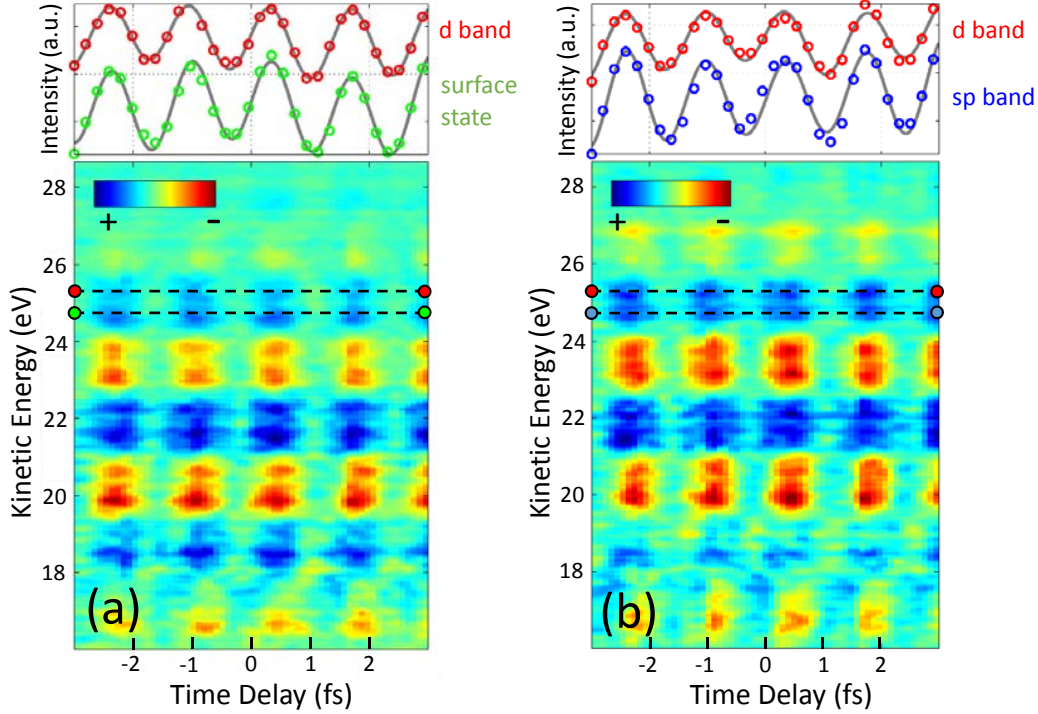 Intensity (a.u.)
d band
surface
state
Kinetic Energy (eV)
28
26
24
22
20
18
+
-
(a)
-2
-1
0
1
2
Time Delay (fs)
Intensity (a.u.)
d band
sp band
Kinetic Energy (eV)
28
26
24
22
20
18
+
-
(b)
-2
-1
0
1
2
Time Delay (fs)